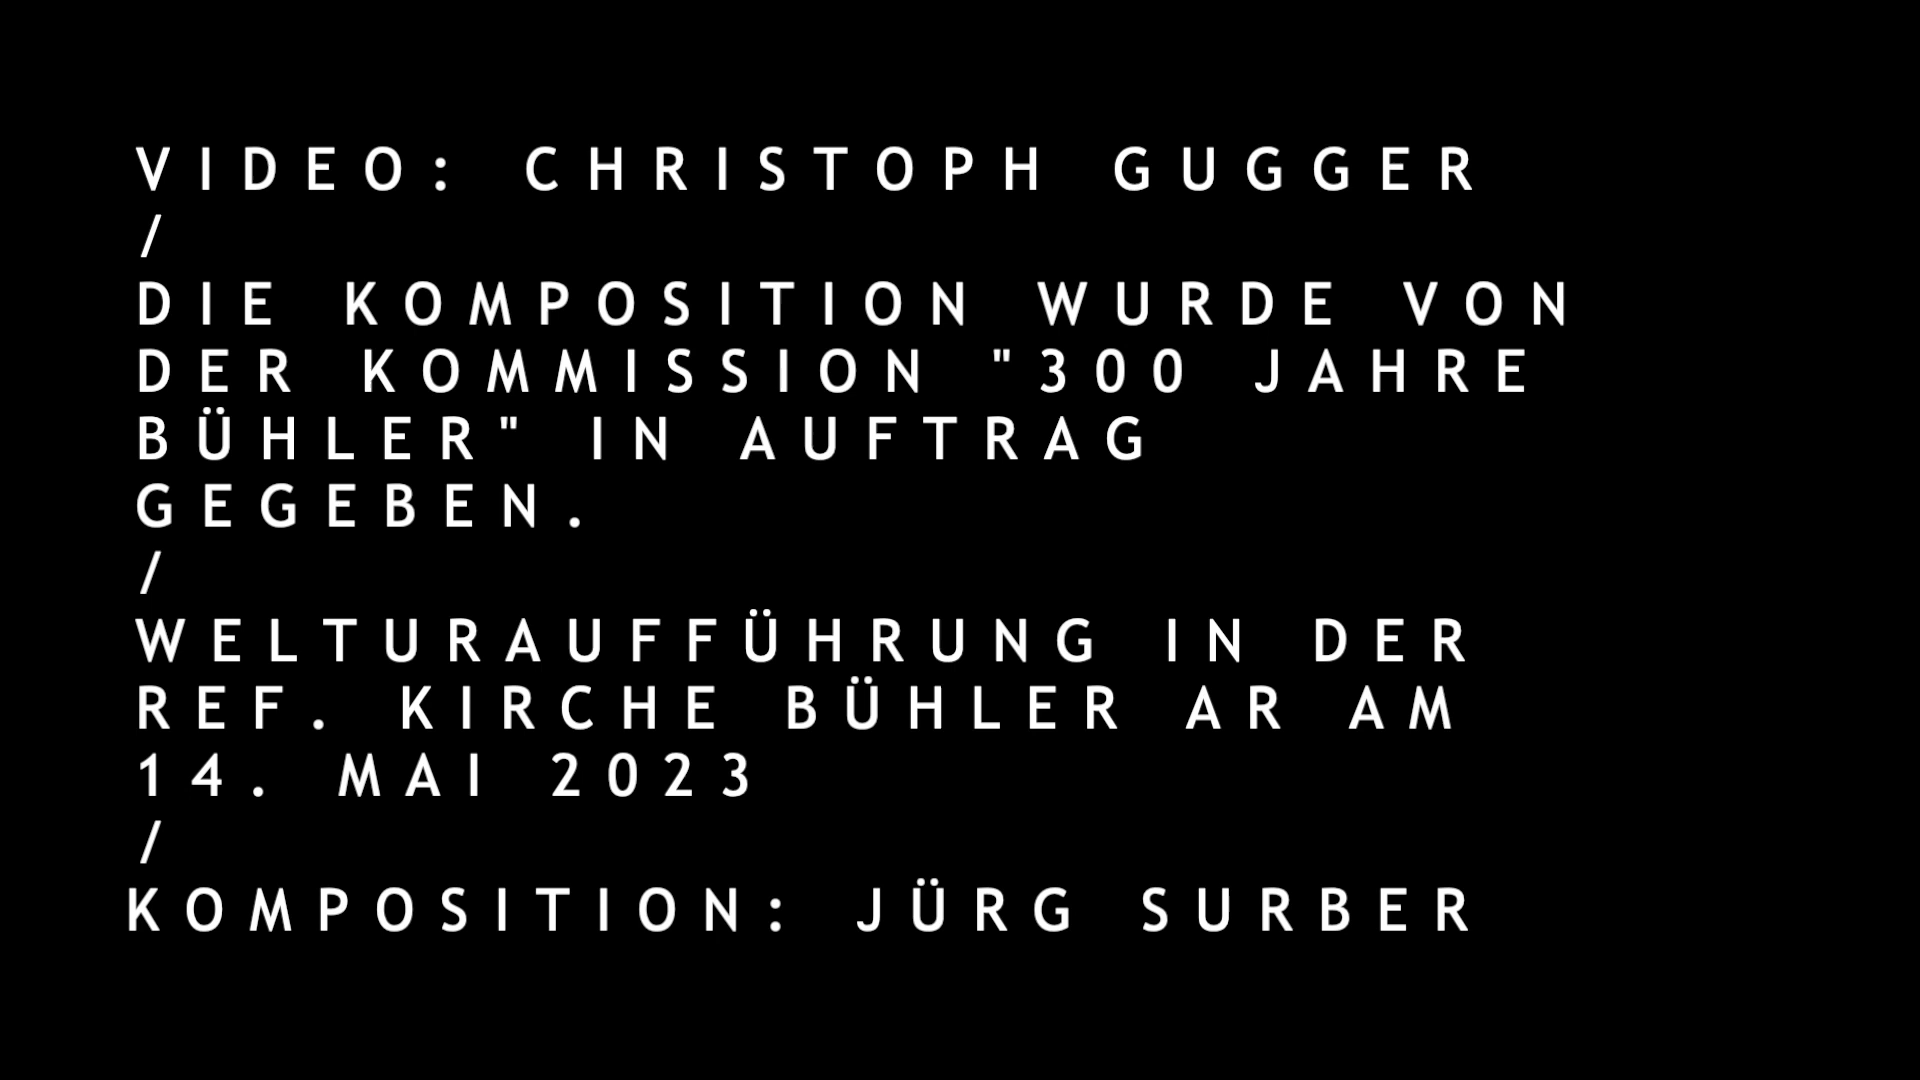 VIDEO: CHRISTOPH GUGGER
/
DIE KOMPOSITION WURDE VON
DER KOMMISSION "300 JAHRE
BÜHLER" IN AUFTRAG
GEGEBEN.
/
WELTURAUFFÜHRUNG IN DER
REF. KIRCHE BÜHLER AR AM
14. MAI 2023
/
KOMPOSITION: JÜRG SURBER